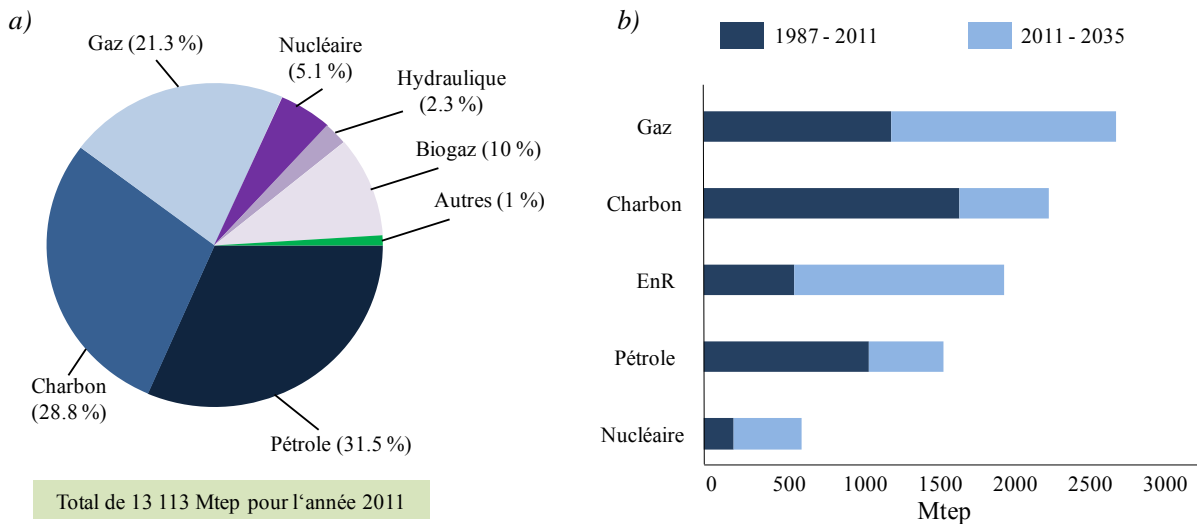 a)
Gaz (21.3 %)
Nucléaire
(5.1 %)
Hydraulique
(2.3 %)
Biogaz (10 %)
Autres (1 %)
Charbon
(28.8 %)
Pétrole (31.5 %)
Total de 13 113 Mtep pour l‘année 2011
b)
1987 - 2011
2011 - 2035
Gaz
Charbon
EnR
Pétrole
Nucléaire
0 500 1000 1500 2000 2500 3000
Mtep